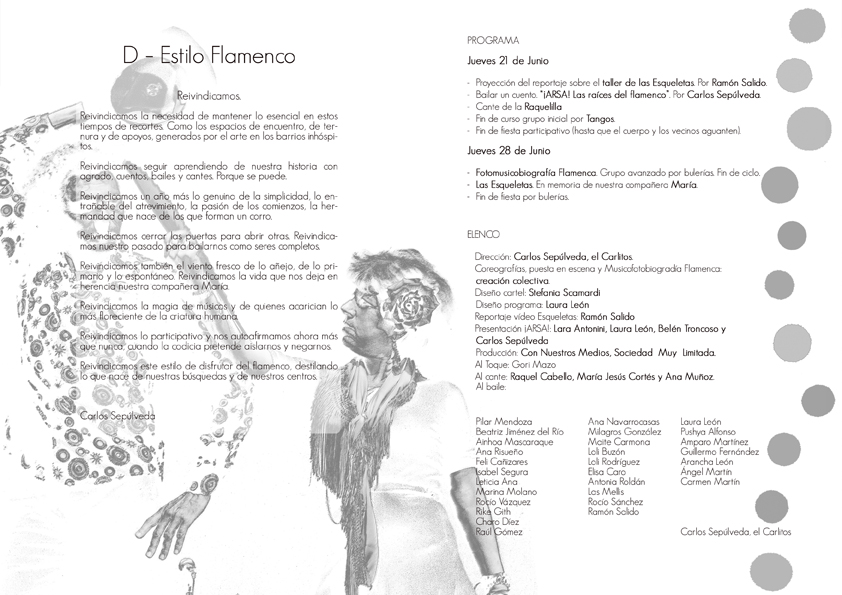 D - Estilo Flamenco
Reivindicamos.
Reivindicamos la necesidad de mantener lo esencial en estos
tiempos de recortes. Como los espacios de encuentro, de ter-
nura y de apoyos, generados por el arte en los barrios inhóspi-
tos.
Reivindicamos seguir aprendiendo de nuestra historia con
agrado, cuentos, bailes y cantes. Porque se puede.
Reivindicamos un año más lo genuino de la simplicidad, lo en-
trañable del atrevimiento, la pasión de los comienzos, la her-
mandad que nace de los que forman un corro.
Reivindicamos cerrar las puertas para abrir otras. Reivindica-
mos nuestro pasado para bailarnos como seres completos.
Reivindicamos también el viento fresco de lo añejo, de lo pri-
mario y lo espontáneo. Reivindicamos la vida que nos deja en
herencia nuestra compañera María.
Reivindicamos la magia de músicos y de quienes acarician lo
más floreciente de la criatura humana.
Reivindicamos lo participativo y nos autoafirmamos ahora más
que nunca, cuando la codicia pretende aislarnos y negarnos.
Reivindicamos este estilo de disfrutar del flamenco, destilando
lo que nace de nuestras búsquedas y de nuestros centros.
Carlos Sepúlveda
PROGRAMA
Jueves 21 de Junio
- Proyección del reportaje sobre el taller de las Esqueletas. Por Ramón Salido.
- Bailar un cuento. "¡ARSA! Las raíces del flamenco". Por Carlos Sepúlveda.
- Cante de la Raquelilla
- Fin de curso grupo inicial por Tangos.
- Fin de fiesta participativo (hasta que el cuerpo y los vecinos aguanten).
Jueves 28 de Junio
- Fotomusicobiografía Flamenca. Grupo avanzado por bulerías. Fin de ciclo.
- Las Esqueletas. En memoria de nuestra compañera María.
- Fin de fiesta por bulerías.
ELENCO
Dirección: Carlos Sepúlveda, el Carlitos.
Coreografías, puesta en escena y Musicofotobiogradía Flamenca:
creación colectiva.
Diseño cartel: Stefania Scamardi
Diseño programa: Laura León
Reportaje vídeo Esqueletas: Ramón Salido
Presentación ¡ARSA!: Lara Antonini, Laura León, Belén Troncoso y
Carlos Sepúlveda
Producción: Con Nuestros Medios, Sociedad Muy Limitada.
Al Toque: Gori Mazo
Al cante: Raquel Cabello, María Jesús Cortés y Ana Muñoz.
Al baile:
Pilar Mendoza
Beatriz Jiménez del Río
Ainhoa Mascaraque
Ana Risueño
Feli Cañizares
Isabel Segura
Leticia Ana
Marina Molano
Rocío Vázquez
Rike Gith
Charo Díez
Raúl Gómez
Ana Navarrocasas
Milagros González
Maite Carmona
Loli Buzón
Loli Rodríguez
Elisa Caro
Antonia Roldán
Las Mellis
Rocío Sánchez
Ramón Salido
Laura León
Pushya Alfonso
Amparo Martínez
Guillermo Fernández
Arancha León
Ángel Martín
Carmen Martín
Carlos Sepúlveda, el Carlitos